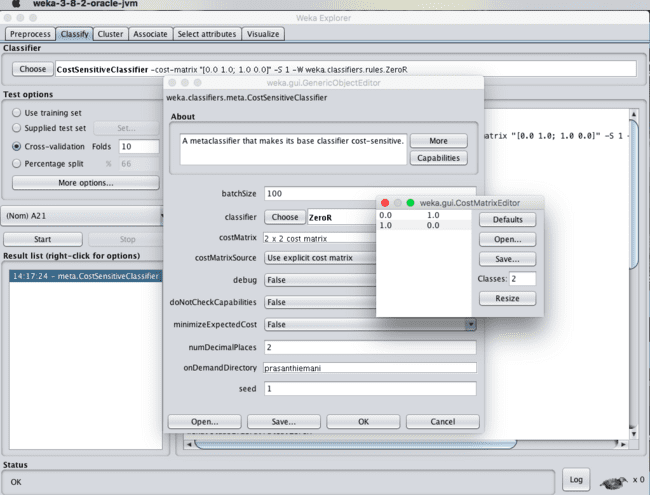 weka-3-8-2-oracle-jvm
Weka Explorer
Preprocess Classify Cluster Associate Select attributes Visualize
Classifier
Choose CostSensitiveClassifier -cost-matrix "[0.0 1.0; 1.0 0.0]" -S 1 -W weka.classifiers.rules.ZeroR
Test options
Use training set
Supplied test set Set...
Cross-validation Folds 10
Percentage split % 66
More options...
(Nom) A21
Start Stop
Result list (right-click for options)
14:17:24 - meta.CostSensitiveClassifier
weka.gui.GenericObjectEditor
weka.classifiers.meta.CostSensitiveClassifier
About
A metaclassifier that makes its base classifier cost-sensitive.
More
Capabilities
batchSize 100
classifier Choose ZeroR
costMatrix 2 x 2 cost matrix
costMatrixSource Use explicit cost matrix
debug False
doNotCheckCapabilities False
minimizeExpectedCost False
numDecimalPlaces 2
onDemandDirectory prasanthiemani
seed 1
Open... Save... OK Cancel
atrix "[0.0 1.0; 1.0 0.0]" -S 1 -
weka.gui.CostMatrixEditor
0.0 1.0
1.0 0.0
Defaults
Open...
Save...
Classes: 2
Resize
Status
OK
Log x 0